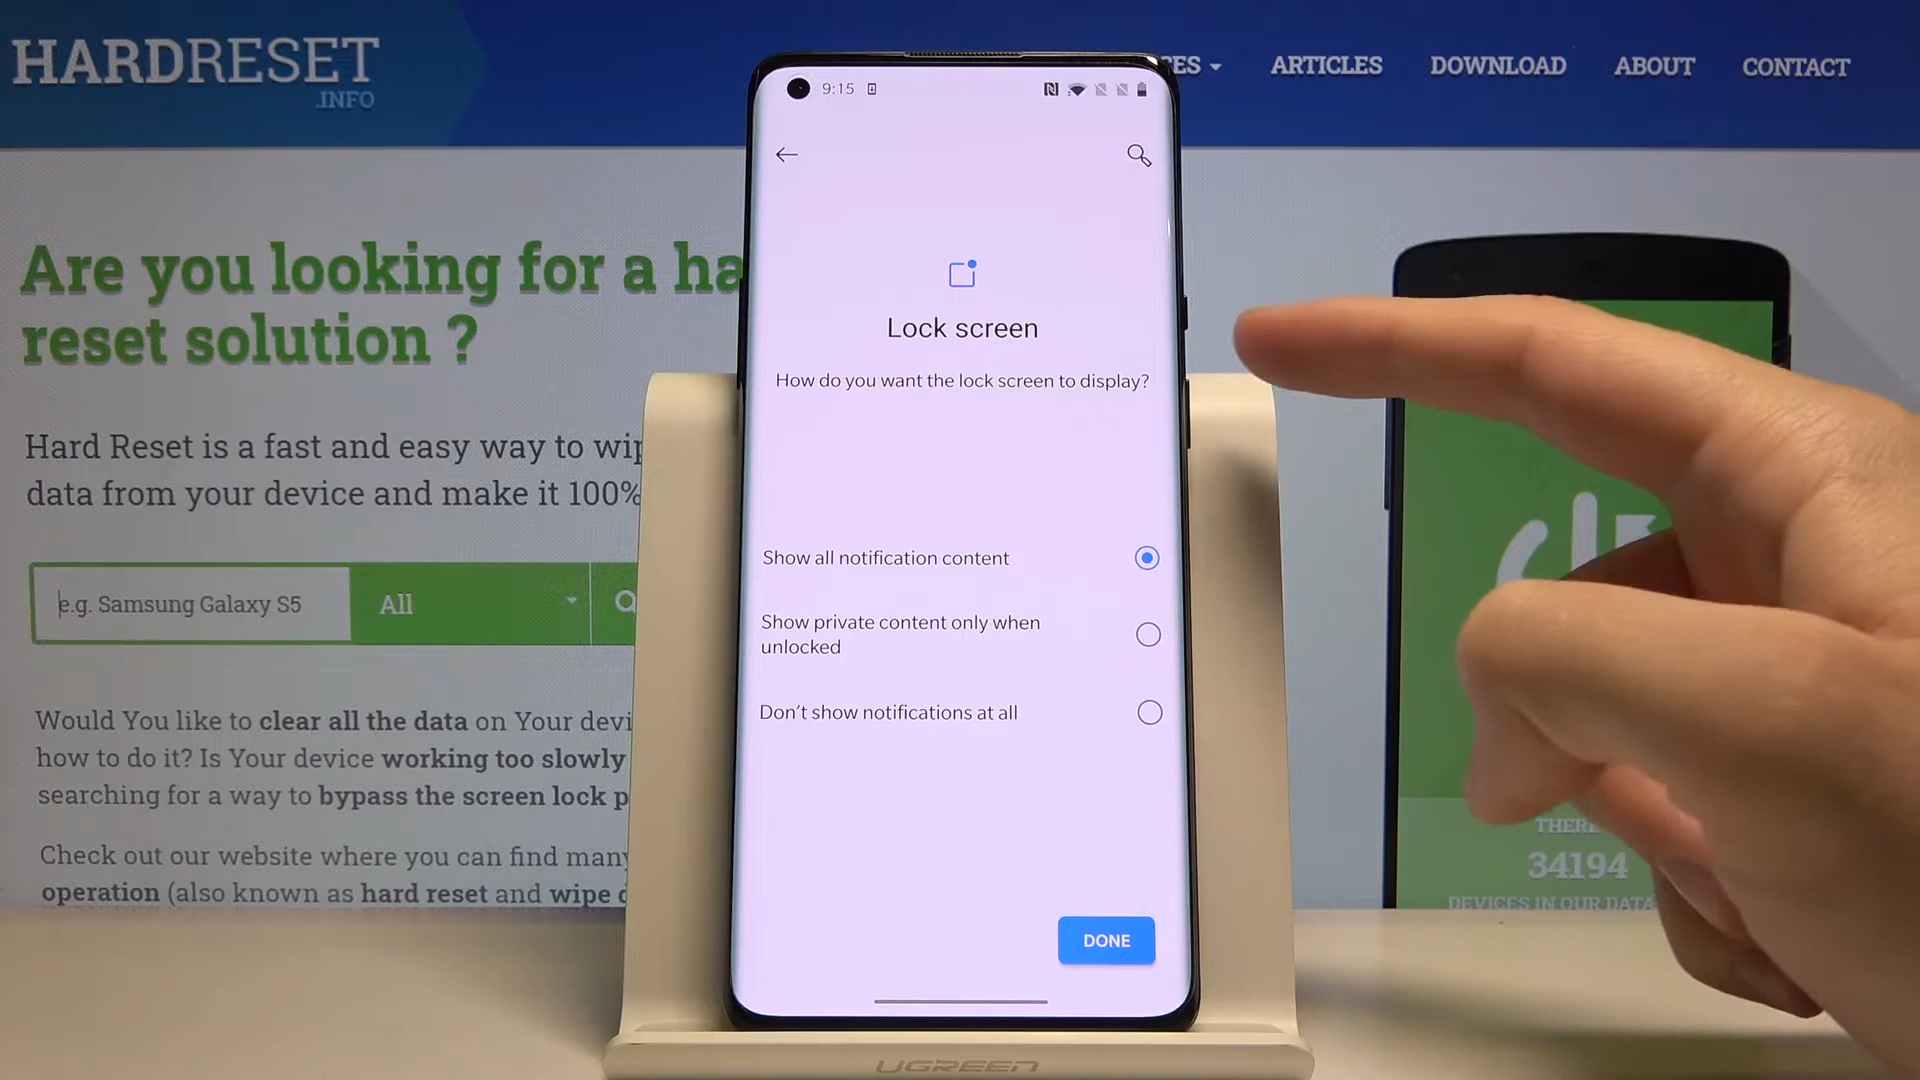 HARDRESET
.INFO
ARTICLES
DOWNLOAD
ABOUT
CONTACT
Are you looking for a
reset solution ?
Hard Reset is a fast and easy way to
data from your device and make it 100%
e.g. Samsung Galaxy S5
All
Would You like to clear all the data on Your
how to do it? Is Your device working too slowly
searching for a way to bypass the screen lock
Check out our website where you can find
operation (also known as hard reset and wipe
9:15
Lock screen
How do you want the lock screen to display?
Show all notification content
Show private content only when
unlocked
Don't show notifications at all
DONE
34194
DEVICES IN OUR
UGREEN